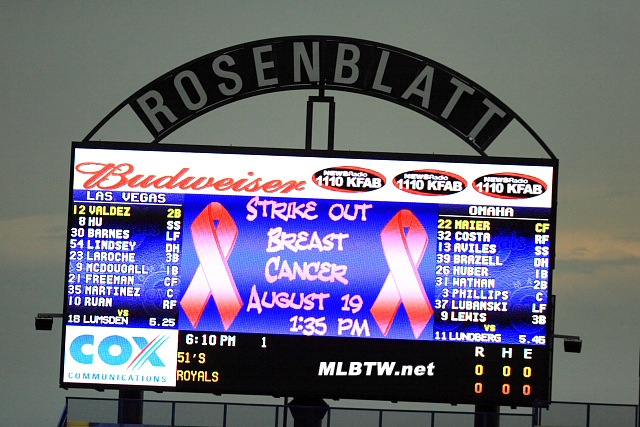 ROSENBLATT
Budweiser
NEWSRadio
1110 KFAB
NEWSRadio
1110 KFAB
NEWSRadio
1110 KFAB
LAS VEGAS
12 VALDEZ 2B
8 HU SS
30 BARNES LF
54 LINDSEY DH
23 LAROCHE 3B
9 MCDOUGALL 1B
21 FREEMAN CF
35 MARTINEZ C
10 RUAN RF
VS
18 LUMSDEN 6.25
STRIKE OUT
BREAST
CANCER
AUGUST 19
1:35 PM
OMAHA
22 MAIER CF
32 COSTA RF
13 AVILES SS
39 BRAZELL DH
26 HUBER 1B
31 WATHAN 2B
3 PHILLIPS C
37 LUBANSKI LF
9 LEWIS 3B
VS
11 LUNDBERG 5.46
COX
COMMUNICATIONS
6:10 PM 1
51'S
ROYALS
MLBTW.net
R H E
0 0 0
0 0 0